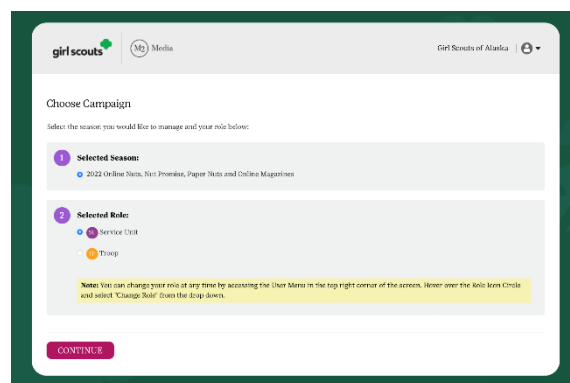 girl scouts
M2 Media
Girl Scouts of Alaska
Choose Campaign
Select the season you would like to manage and your role below:
1 Selected Season:
2022 Online Nuts, Nut Promise, Paper Nuts and Online Magazines
2 Selected Role:
SU Service Unit
TP Troop
Note: You can change your role at any time by accessing the User Menu in the top right corner of the screen. Hover over the Role Icon Circle
and select "Change Role" from the drop down.
CONTINUE